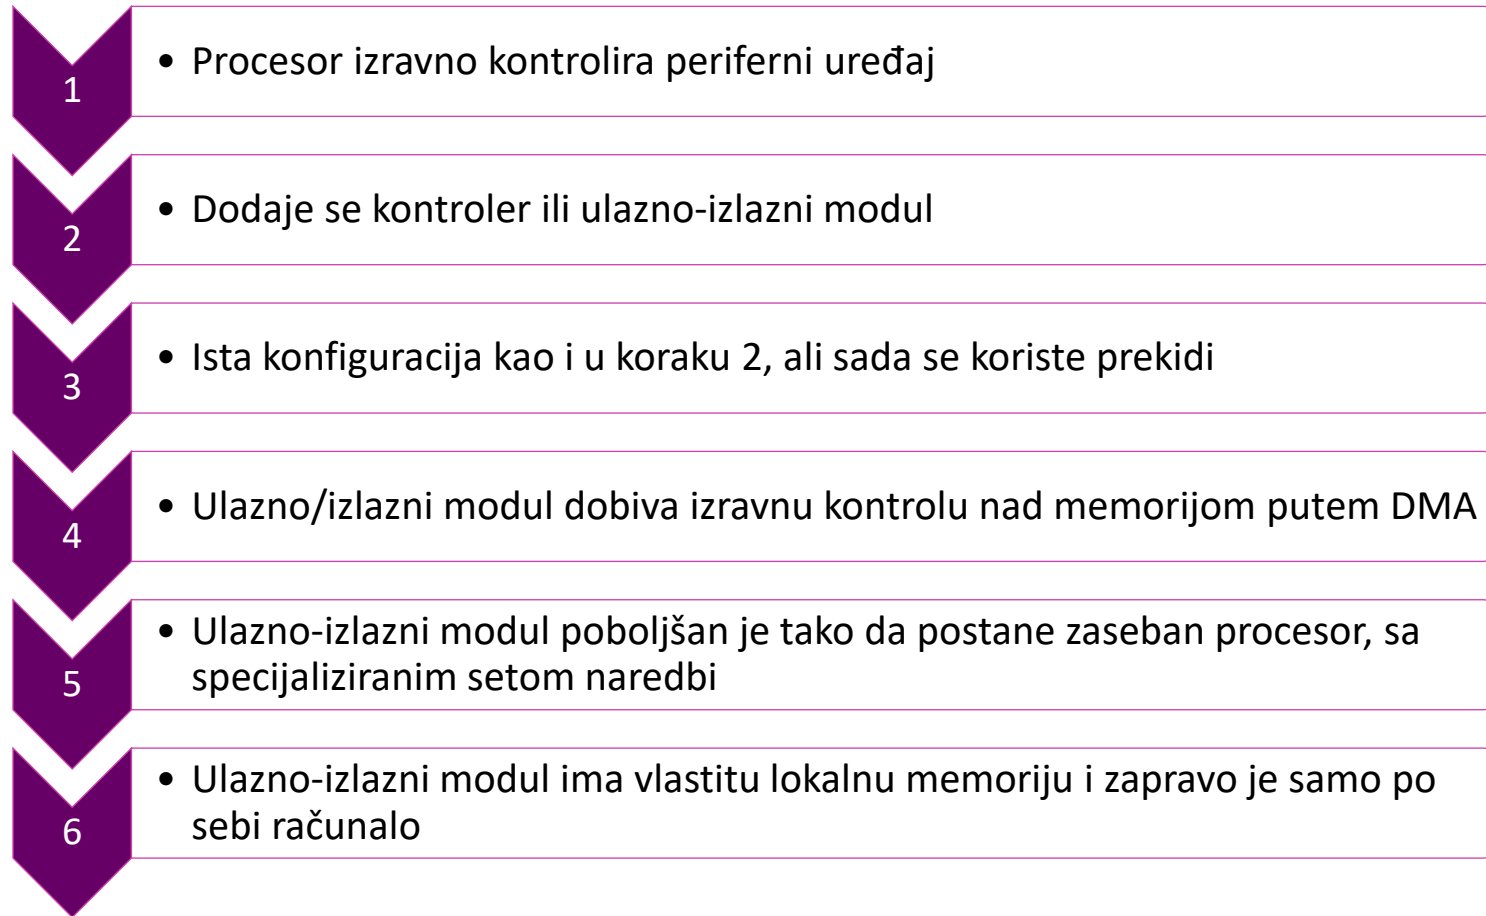 1
• Procesor izravno kontrolira periferni uređaj
2
• Dodaje se kontroler ili ulazno-izlazni modul
3
• Ista konfiguracija kao i u koraku 2, ali sada se koriste prekidi
4
• Ulazno/izlazni modul dobiva izravnu kontrolu nad memorijom putem DMA
5
• Ulazno-izlazni modul poboljšan je tako da postane zaseban procesor, sa
specijaliziranim setom naredbi
6
• Ulazno-izlazni modul ima vlastitu lokalnu memoriju i zapravo je samo po
sebi računalo